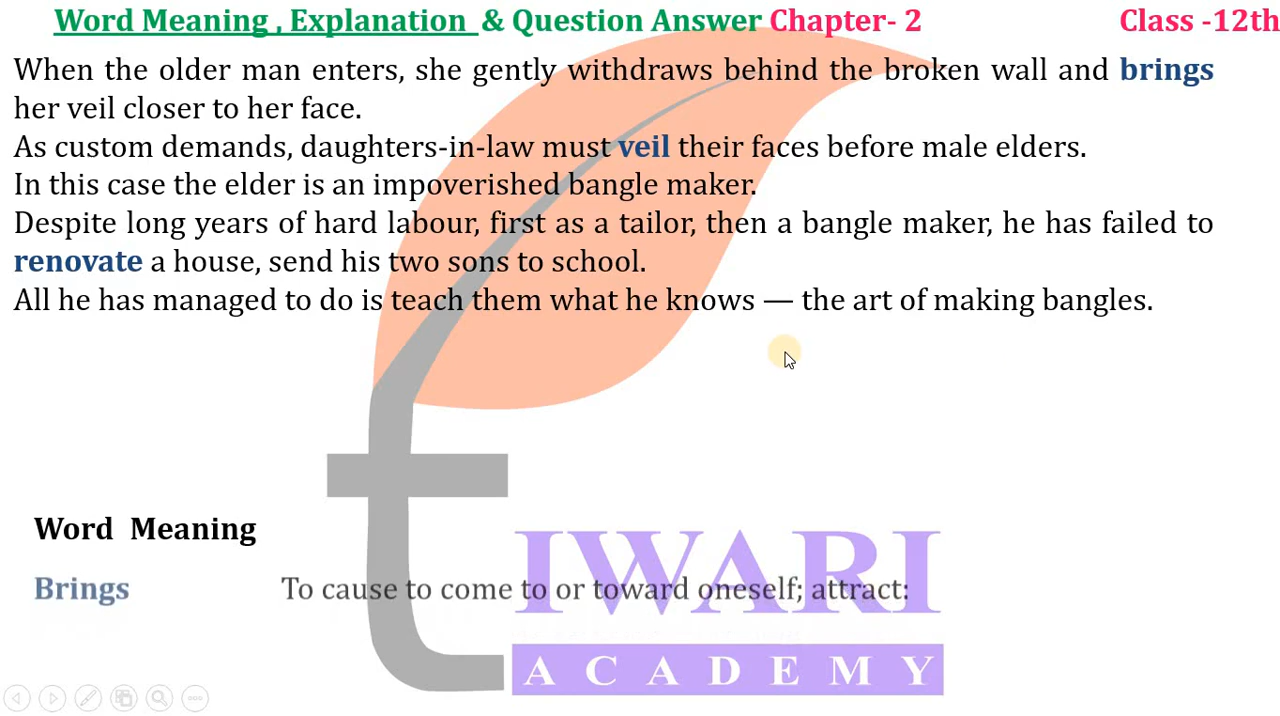 Word Meaning , Explanation & Question Answer Chapter- 2 Class -12th
When the older man enters, she gently withdraws behind the broken wall and brings
her veil closer to her face.
As custom demands, daughters-in-law must veil their faces before male elders.
In this case the elder is an impoverished bangle maker.
Despite long years of hard labour, first as a tailor, then a bangle maker, he has failed to
renovate a house, send his two sons to school.
All he has managed to do is teach them what he knows — the art of making bangles.
Word Meaning
Brings To cause to come to or toward oneself; attract:
TIWARI
ACADEMY